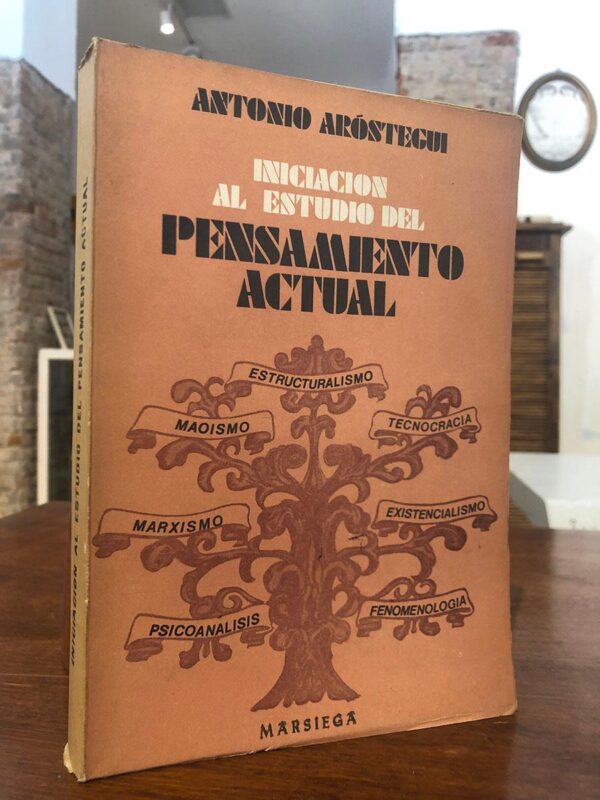 ANTONIO ARÓSTEGUI
INICIACION
AL ESTUDIO DEL
PENSAMIENTO
ACTUAL
ESTRUCTURALISMO
MAOISMO
TECNOCRACIA
MARXISMO
EXISTENCIALISMO
PSICOANALISIS
FENOMENOLOGIA
MARSIEGA
INICIACION AL ESTUDIO DEL PENSAMIENTO ACTUAL